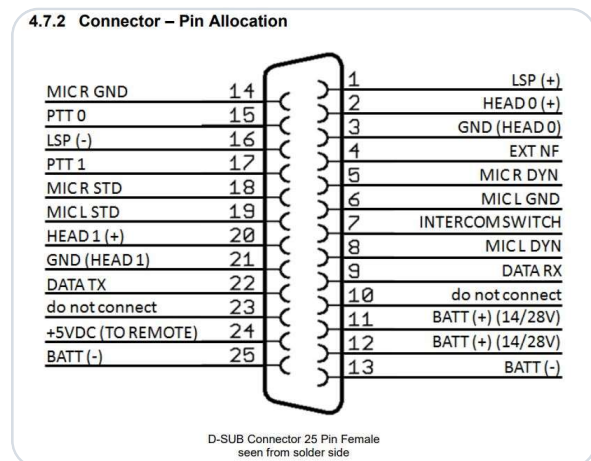 4.7.2 Connector – Pin Allocation
MIC R GND 14
PTT 0 15
LSP (-) 16
PTT 1 17
MIC R STD 18
MIC L STD 19
HEAD 1 (+) 20
GND (HEAD 1) 21
DATA TX 22
do not connect 23
+5VDC (TO REMOTE) 24
BATT (-) 25
1 LSP (+)
2 HEAD 0 (+)
3 GND (HEAD 0)
4 EXT NF
5 MIC R DYN
6 MIC L GND
7 INTERCOM SWITCH
8 MIC L DYN
9 DATA RX
10 do not connect
11 BATT (+) (14/28V)
12 BATT (+) (14/28V)
13 BATT (-)
D-SUB Connector 25 Pin Female
seen from solder side